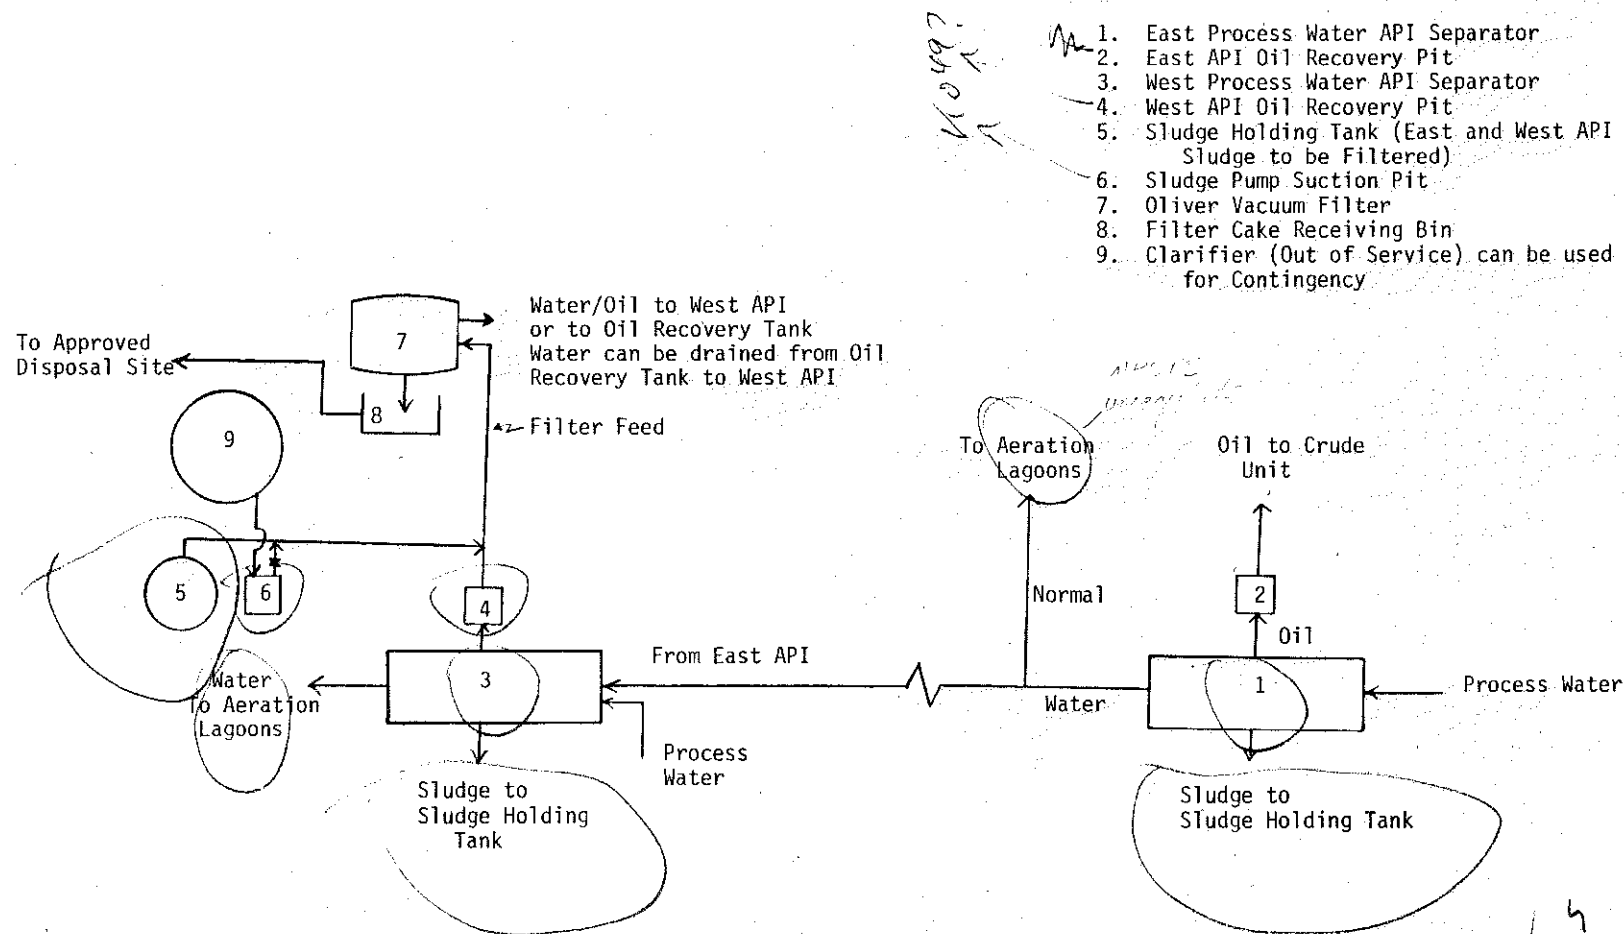 1. East Process Water API Separator
2. East API Oil Recovery Pit
3. West Process Water API Separator
4. West API Oil Recovery Pit
5. Sludge Holding Tank (East and West API
Sludge to be Filtered)
6. Sludge Pump Suction Pit
7. Oliver Vacuum Filter
8. Filter Cake Receiving Bin
9. Clarifier (Out of Service) can be used
for Contingency
To Approved
Disposal Site
7
8
Water/Oil to West API
or to Oil Recovery Tank
Water can be drained from Oil
Recovery Tank to West API
Filter Feed
9
5
6
4
To Aeration
Lagoons
Oil to Crude
Unit
Normal
2
Oil
Water
To Aeration
Lagoons
3
From East API
Water
1
Process Water
Process
Water
Sludge to
Sludge Holding
Tank
Sludge to
Sludge Holding Tank